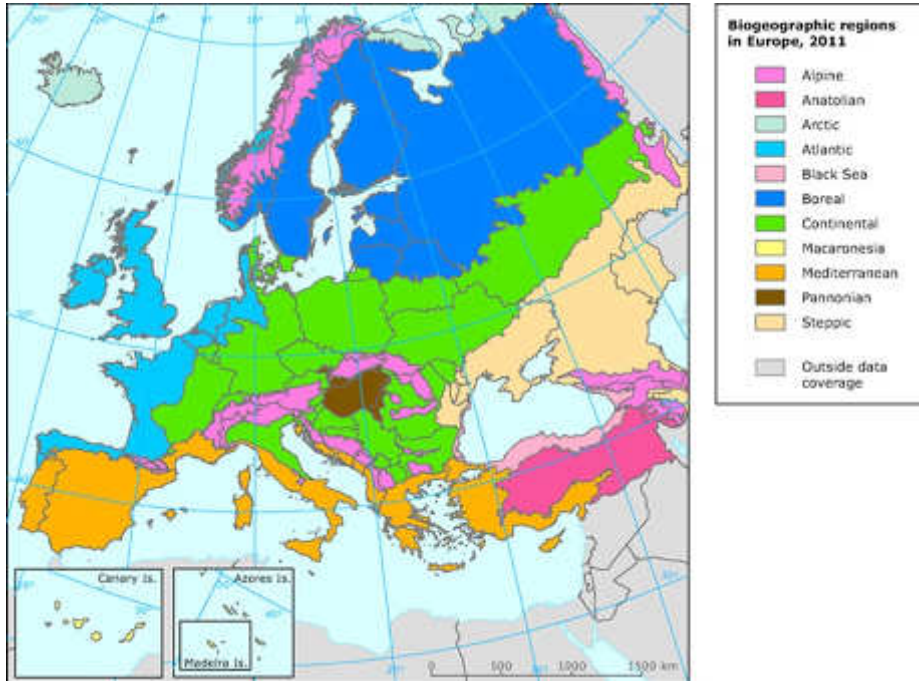 Biogeographic regions
in Europe, 2011
Alpine
Anatolian
Arctic
Atlantic
Black Sea
Boreal
Continental
Macaronesia
Mediterranean
Pannonian
Steppic
Outside data
coverage
Canary Is.
Azores Is.
Madeira Is.
0 500 1000 1500 km